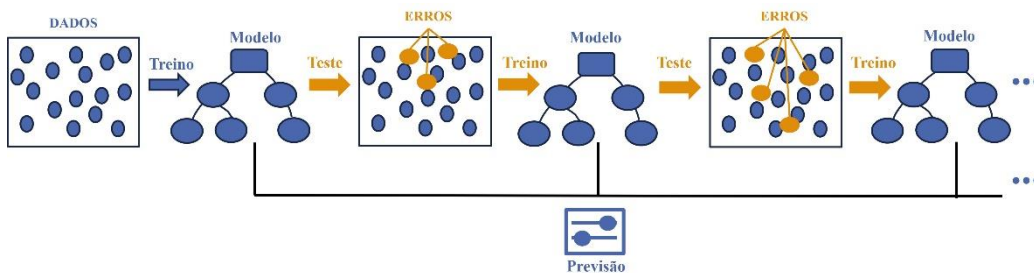 DADOS
Treino
Modelo
Teste
ERROS
Treino
Modelo
Teste
ERROS
Treino
Modelo
...
...
Previsão